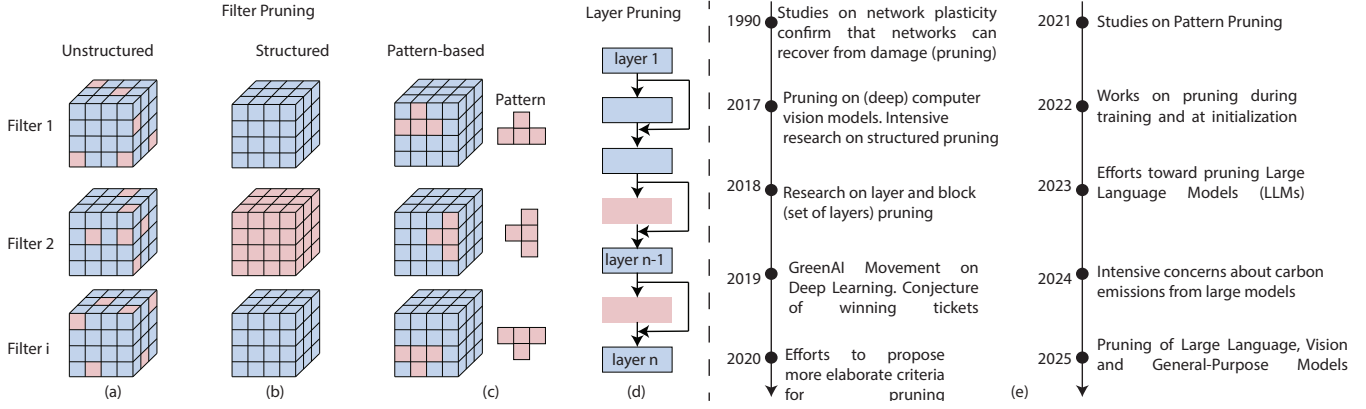 Filter Pruning
Unstructured
Structured
Pattern-based
Pattern
Filter 1
Filter 2
Filter i
(a)
(b)
(c)
Layer Pruning
layer 1
layer n-1
layer n
(d)
1990
Studies on network plasticity
confirm that networks can
recover from damage (pruning)
2017
Pruning on (deep) computer
vision models. Intensive
research on structured pruning
2018
Research on layer and block
(set of layers) pruning
2019
GreenAI Movement on
Deep Learning. Conjecture
of winning tickets
2020
Efforts to propose
more elaborate criteria
for pruning
2021
Studies on Pattern Pruning
2022
Works on pruning during
training and at initialization
2023
Efforts toward pruning Large
Language Models (LLMs)
2024
Intensive concerns about carbon
emissions from large models
2025
Pruning of Large Language, Vision
and General-Purpose Models
(e)